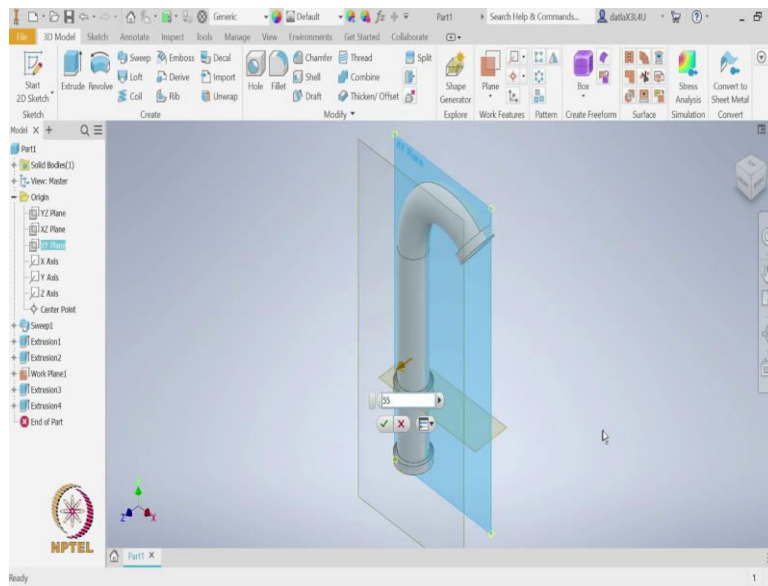 Generic Default fx Part1 Search Help & Commands... datlaX3L4U
File 3D Model Sketch Annotate Inspect Tools Manage View Environments Get Started Collaborate
Sweep Emboss Decal Chamfer Thread Split
Loft Derive Import Shell Combine
Coil Rib Unwrap Draft Thicken/ Offset
Start 2D Sketch Extrude Revolve Hole Fillet Shape Generator Plane Box Stress Analysis Convert to Sheet Metal
Sketch Create Modify Explore Work Features Pattern Create Freeform Surface Simulation Convert
Model X +
Part1
Solid Bodies(1)
View: Master
Origin
YZ Plane
XZ Plane
XY Plane
X Axis
Y Axis
Z Axis
Center Point
Sweep1
Extrusion1
Extrusion2
Work Plane1
Extrusion3
Extrusion4
End of Part
XY Plane
55
Z X
NPTEL
Part1 X
Ready 1